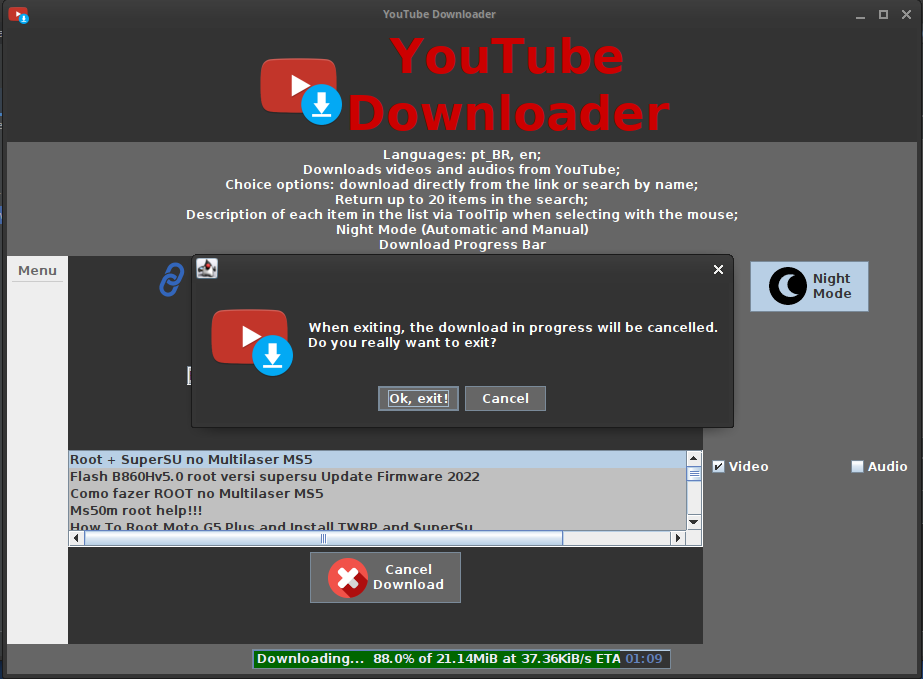 YouTube Downloader
YouTube
Downloader
Languages: pt_BR, en;
Downloads videos and audios from YouTube;
Choice options: download directly from the link or search by name;
Return up to 20 items in the search;
Description of each item in the list via ToolTip when selecting with the mouse;
Night Mode (Automatic and Manual)
Download Progress Bar
Menu
Night
Mode
When exiting, the download in progress will be cancelled.
Do you really want to exit?
Ok, exit!
Cancel
Root + SuperSU no Multilaser MS5
Flash B860Hv5.0 root versi supersu Update Firmware 2022
Como fazer ROOT no Multilaser MS5
Ms50m root help!!!
How To Root Moto G5 Plus and Install TWRP and SuperSu
Video
Audio
Cancel
Download
Downloading... 88.0% of 21.14MiB at 37.36KiB/s ETA 01:09